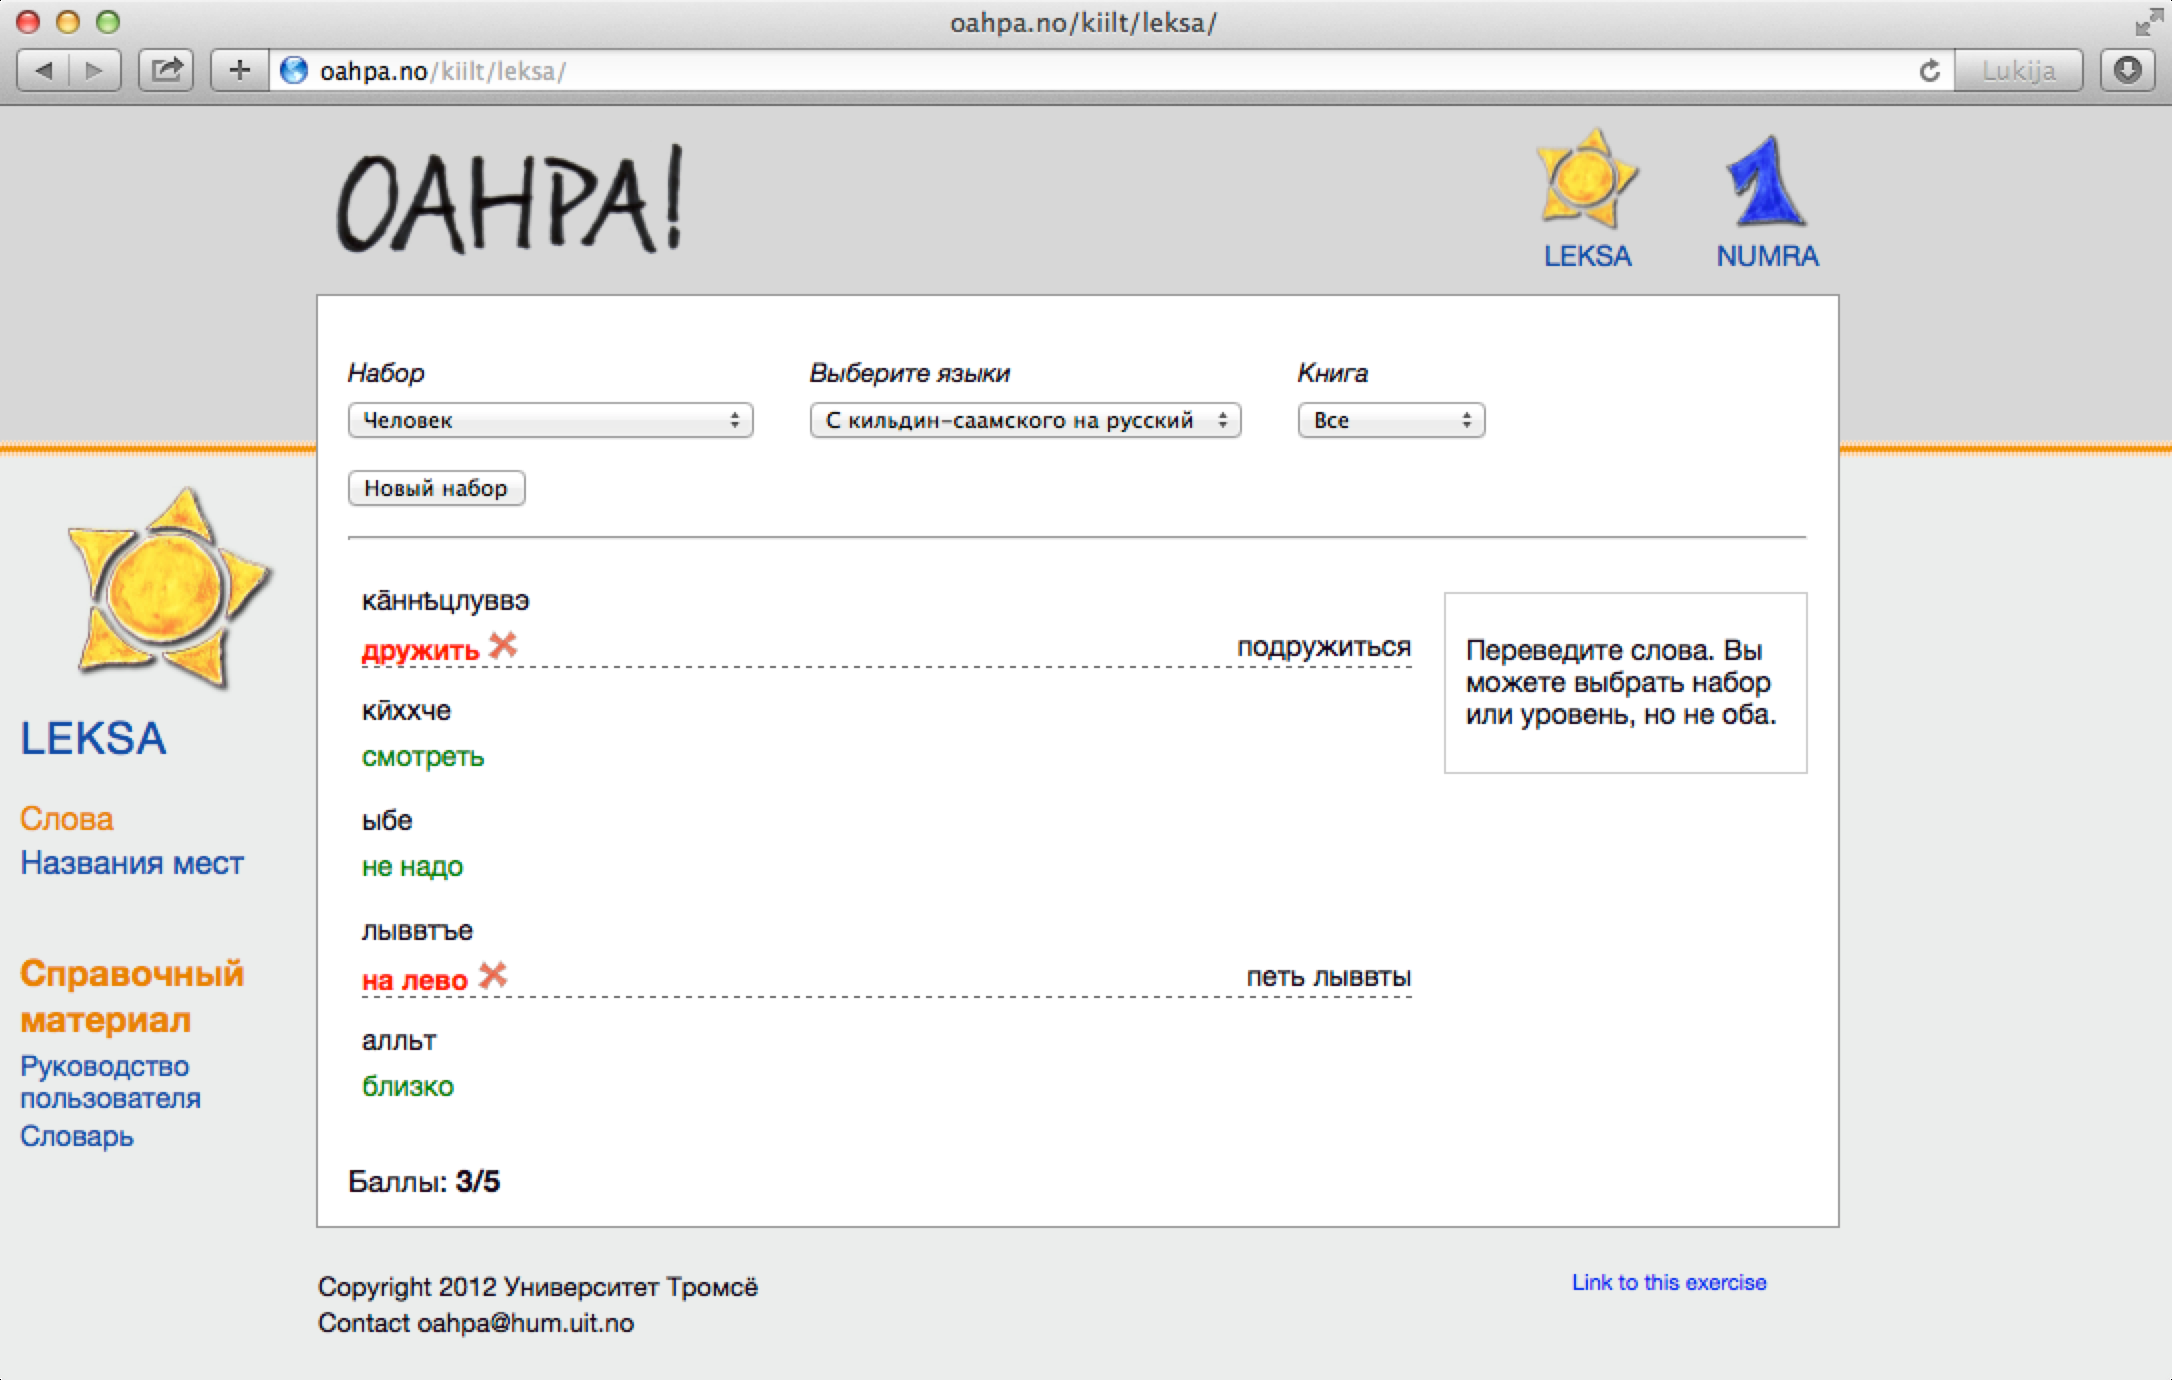 oahpa.no/kiilt/leksa/
oahpa.no/kiilt/leksa/
Lukija
OAHPA!
LEKSA
NUMRA
Набор
Выберите языки
Книга
Человек
С кильдин-саамского на русский
Все
Новый набор
LEKSA
Слова
Названия мест
Справочный
материал
Руководство
пользователя
Словарь
ка̄ннҍцлуввэ
дружить подружиться
кӣххче
смотреть
ыбе
не надо
лыввтъе
на лево петь лыввты
алльт
близко
Баллы: 3/5
Переведите слова. Вы
можете выбрать набор
или уровень, но не оба.
Copyright 2012 Университет Тромсё
Contact oahpa@hum.uit.no
Link to this exercise